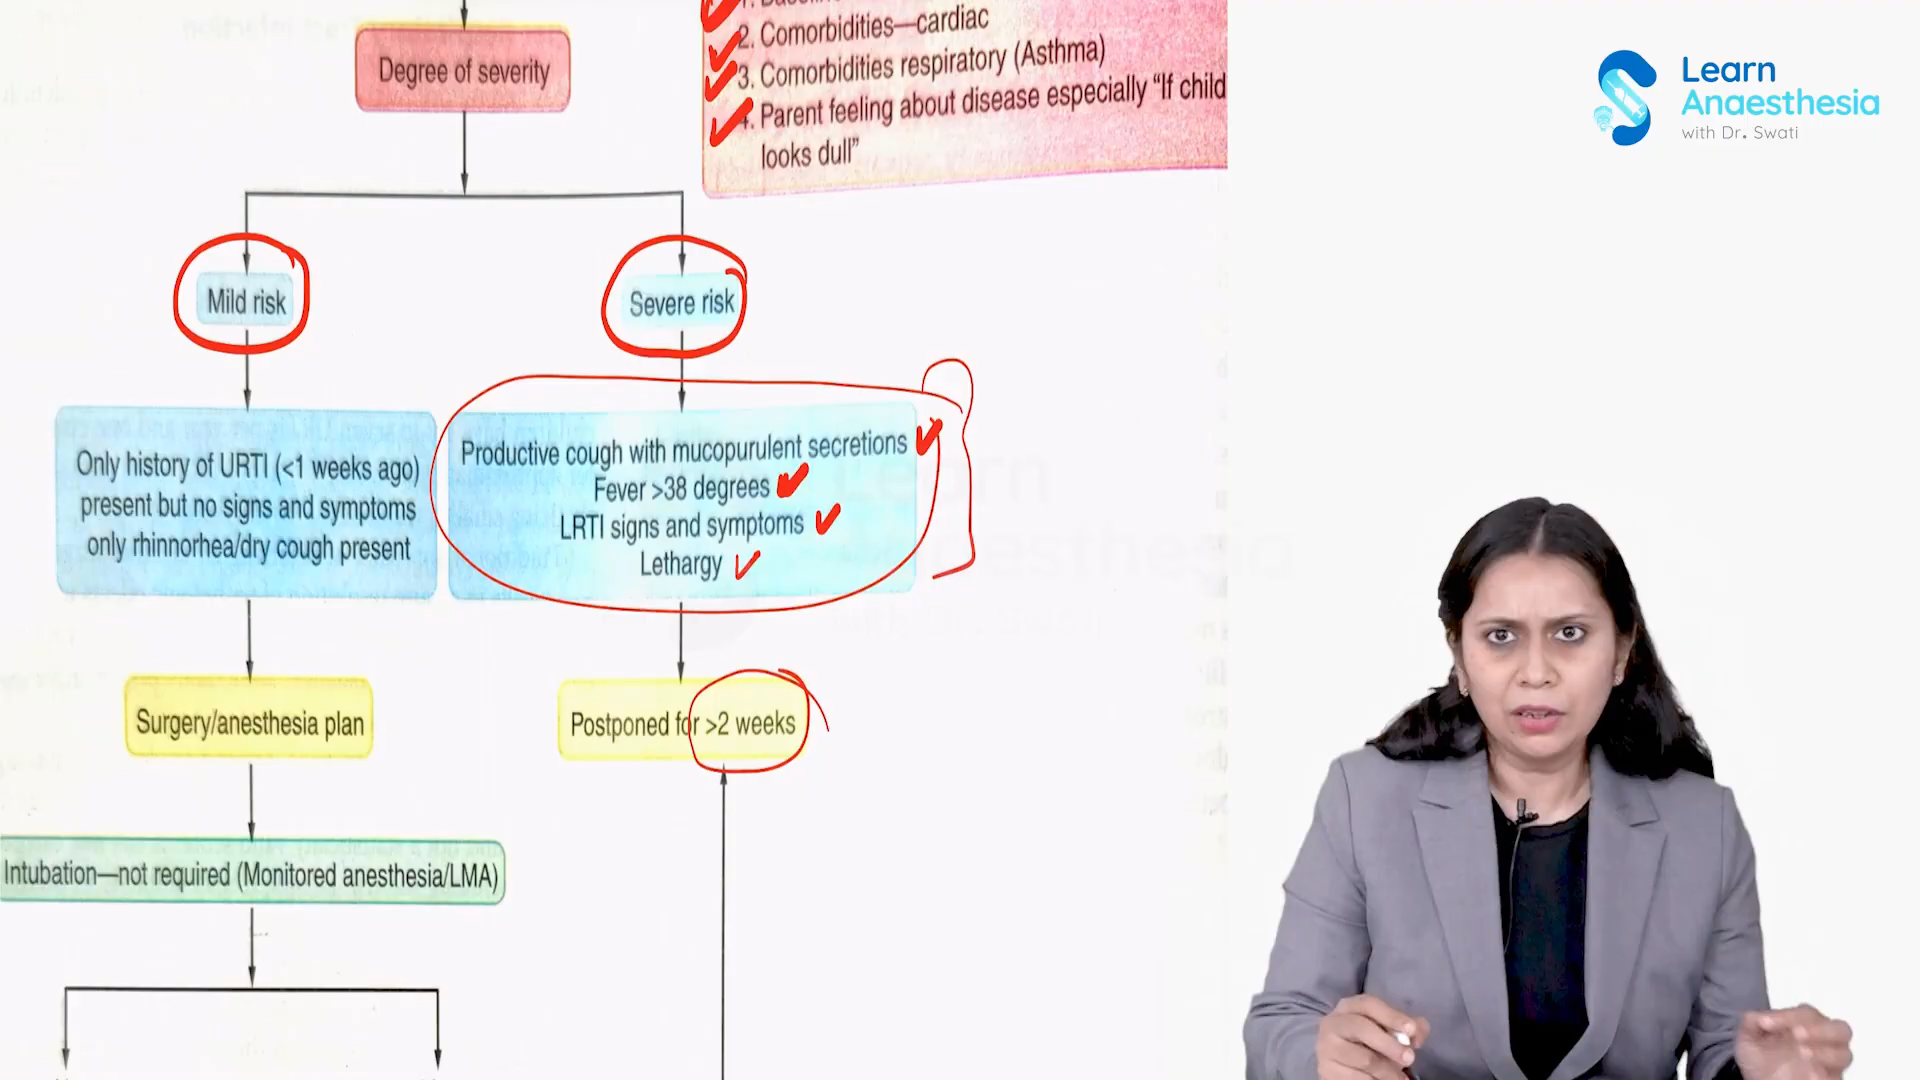 Learn
Anaesthesia
with Dr. Swati
Degree of severity
2. Comorbidities—cardiac
3. Comorbidities respiratory (Asthma)
4. Parent feeling about disease especially “If child
looks dull”
Mild risk
Severe risk
Only history of URTI (<1 weeks ago)
present but no signs and symptoms
only rhinnorhea/dry cough present
Productive cough with mucopurulent secretions
Fever >38 degrees
LRTI signs and symptoms
Lethargy
Surgery/anesthesia plan
Postponed for >2 weeks
Intubation—not required (Monitored anesthesia/LMA)